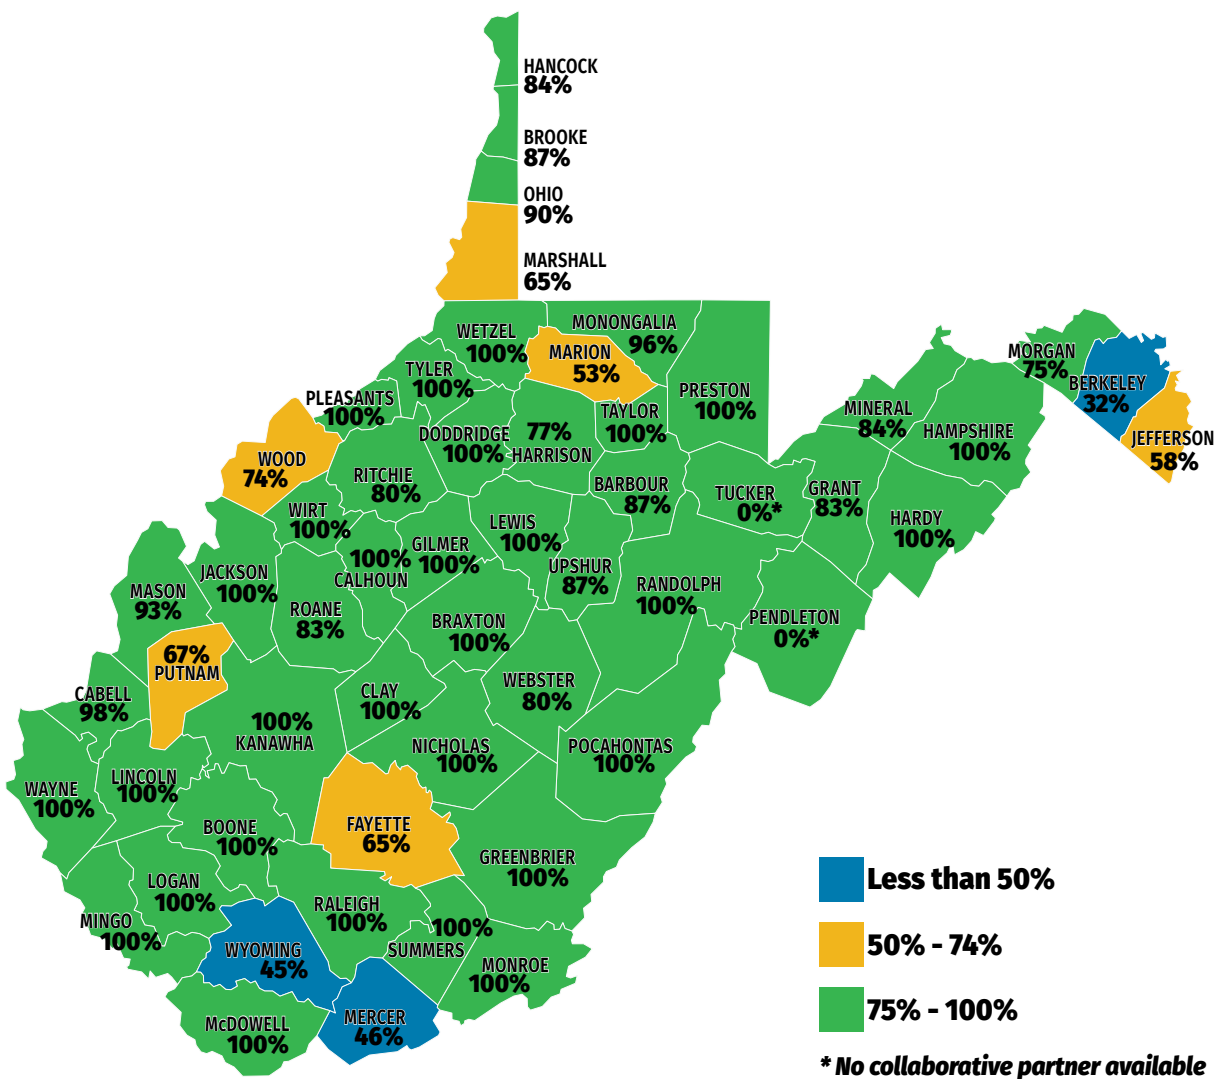 HANCOCK
84%
BROOKE
87%
OHIO
90%
MARSHALL
65%
WETZEL
100%
MONONGALIA
96%
MARION
53%
TYLER
100%
PRESTON
100%
PLEASANTS
100%
TAYLOR
100%
DODDRIDGE
100%
77%
HARRISON
MORGAN
75%
BERKELEY
32%
JEFFERSON
58%
MINERAL
84%
HAMPSHIRE
100%
WOOD
74%
RITCHIE
80%
BARBOUR
87%
TUCKER
0%*
GRANT
83%
HARDY
100%
WIRT
100%
LEWIS
100%
GILMER
100%
100%
CALHOUN
UPSHUR
87%
RANDOLPH
100%
PENDLETON
0%*
MASON
93%
JACKSON
100%
ROANE
83%
BRAXTON
100%
67%
PUTNAM
CABELL
98%
CLAY
100%
WEBSTER
80%
100%
KANAWHA
NICHOLAS
100%
POCAHONTAS
100%
WAYNE
100%
LINCOLN
100%
BOONE
100%
FAYETTE
65%
GREENBRIER
100%
LOGAN
100%
MINGO
100%
RALEIGH
100%
100%
SUMMERS
WYOMING
45%
MONROE
100%
McDOWELL
100%
MERCER
46%
Less than 50%
50% - 74%
75% - 100%
* No collaborative partner available